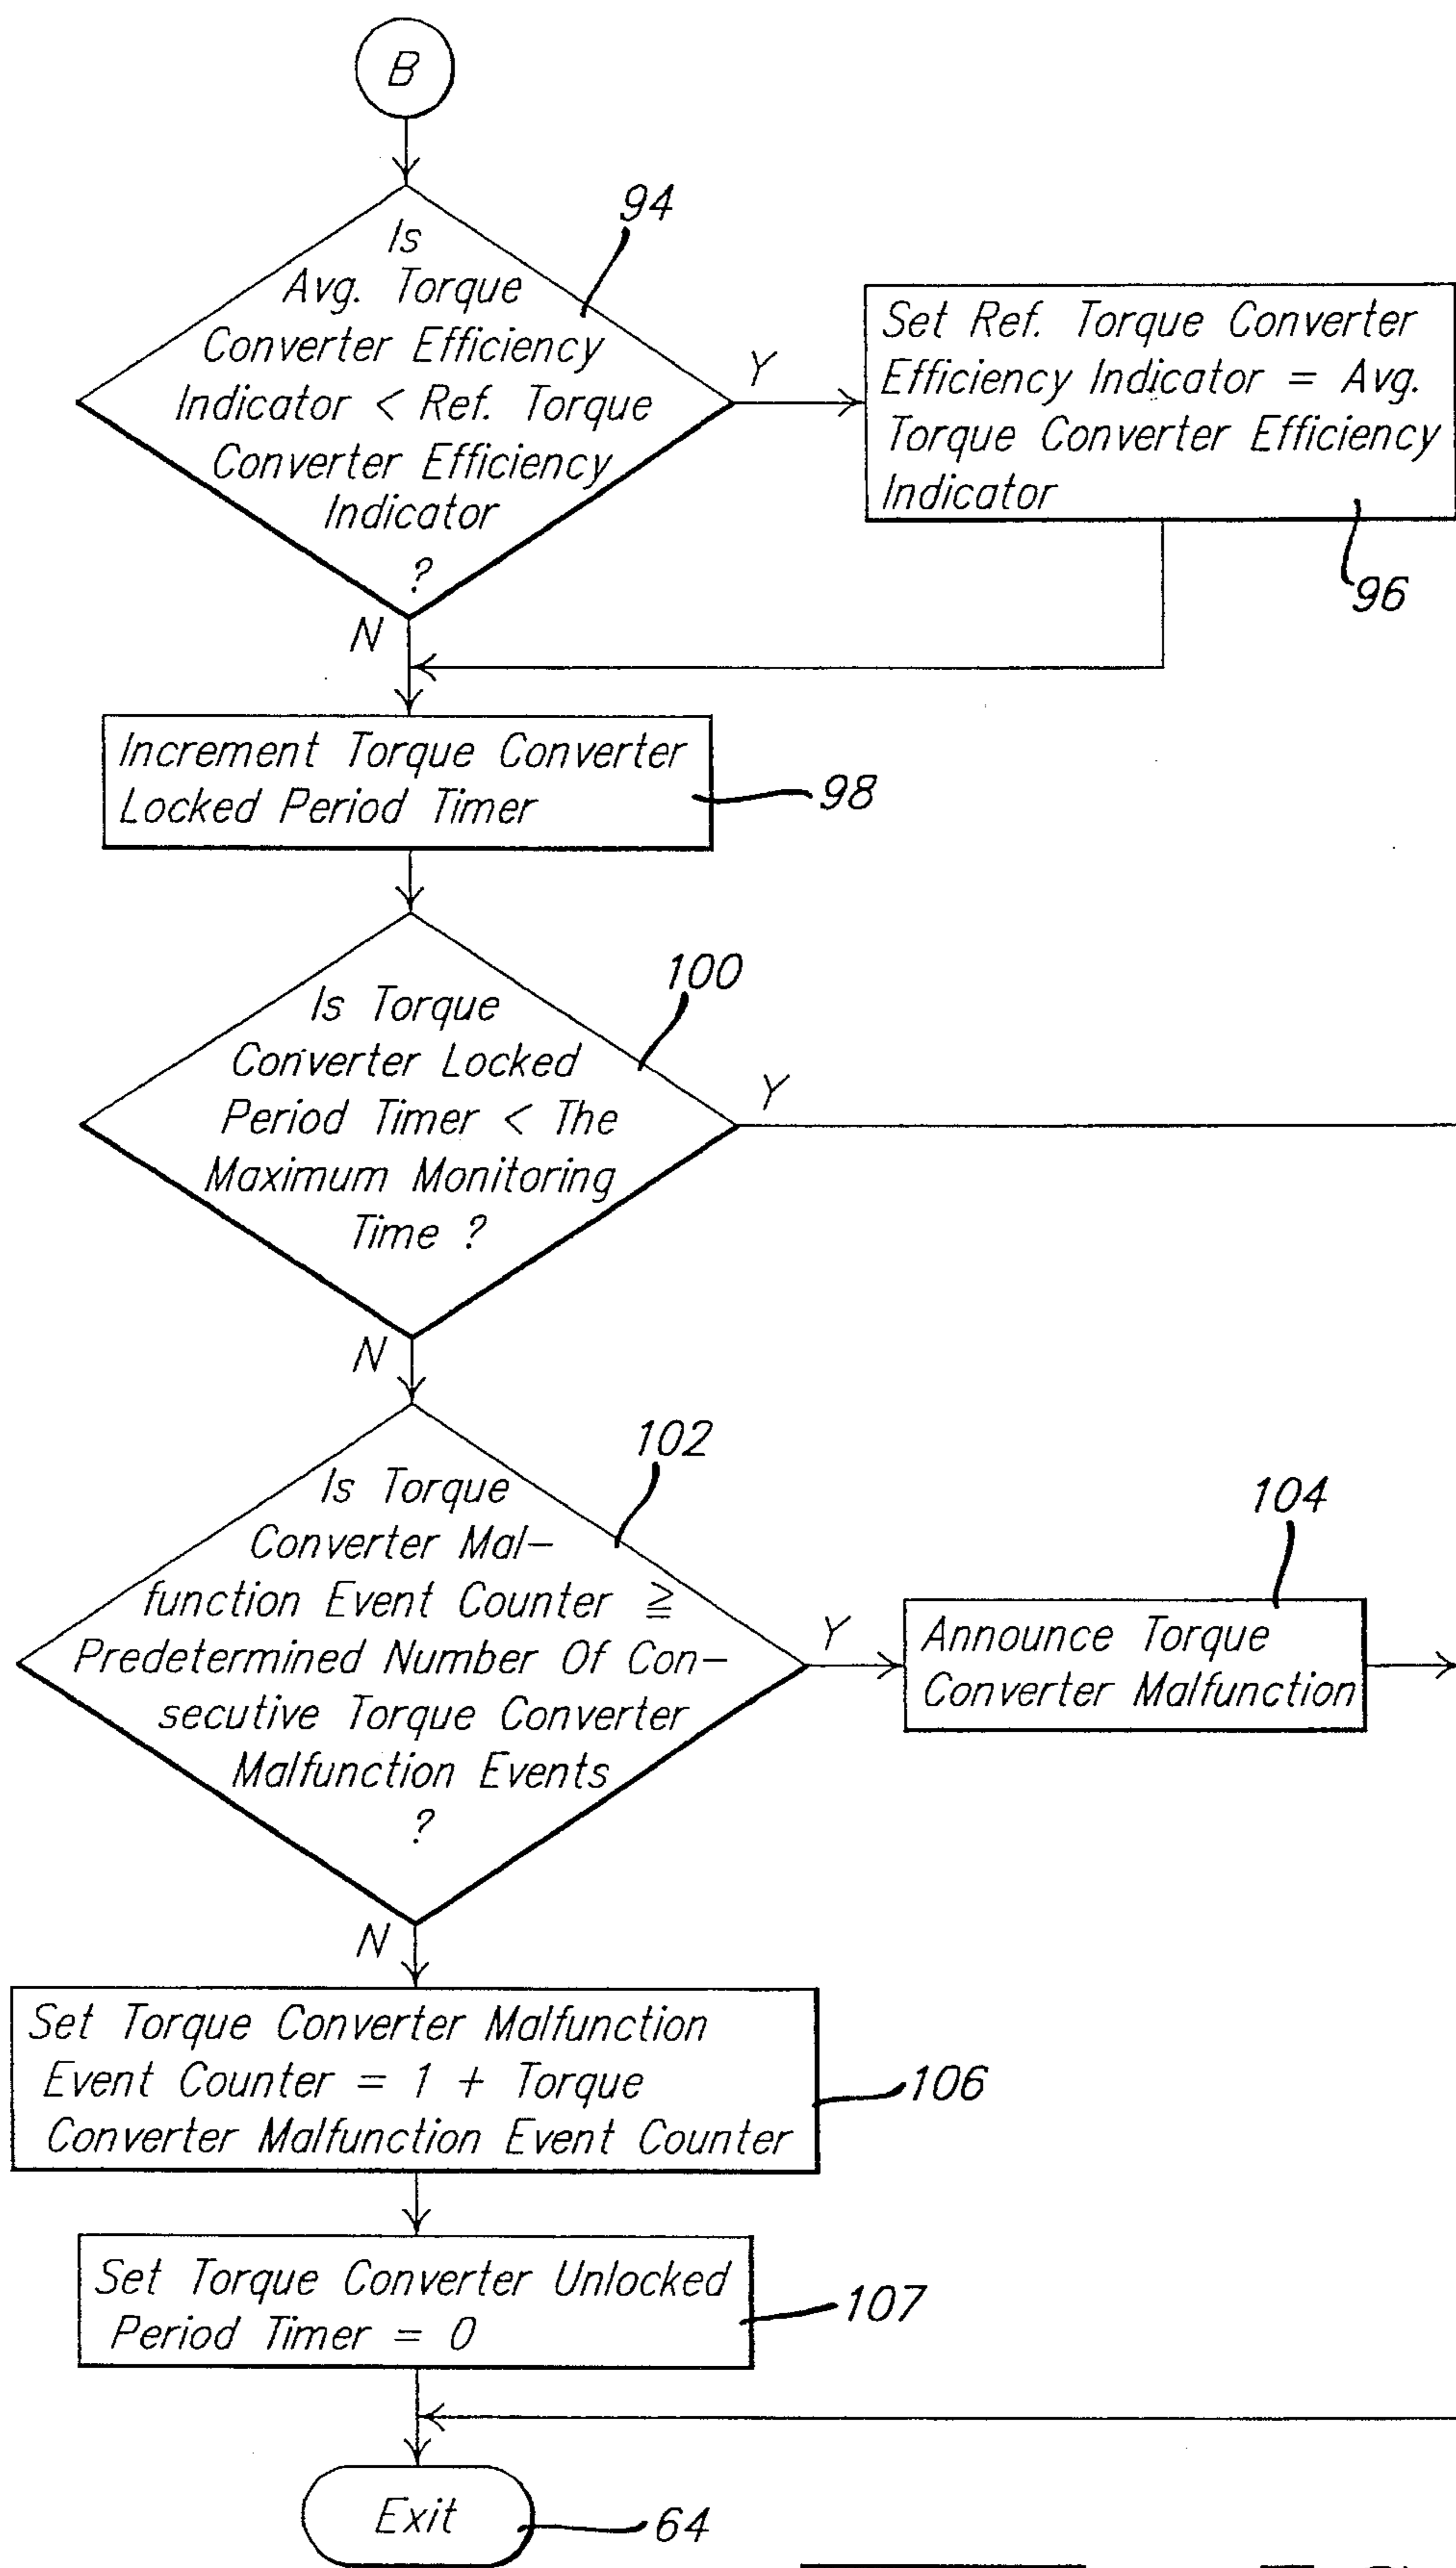 B
94
Is
Avg. Torque
Converter Efficiency
Indicator < Ref. Torque
Converter Efficiency
Indicator
?
Y
N
Set Ref. Torque Converter
Efficiency Indicator = Avg.
Torque Converter Efficiency
Indicator
96
Increment Torque Converter
Locked Period Timer
98
100
Is Torque
Converter Locked
Period Timer < The
Maximum Monitoring
Time ?
Y
N
102
Is Torque
Converter Mal-
function Event Counter ≧
Predetermined Number Of Con-
secutive Torque Converter
Malfunction Events
?
Y
N
104
Announce Torque
Converter Malfunction
Set Torque Converter Malfunction
Event Counter = 1 + Torque
Converter Malfunction Event Counter
106
Set Torque Converter Unlocked
Period Timer = 0
107
Exit
64